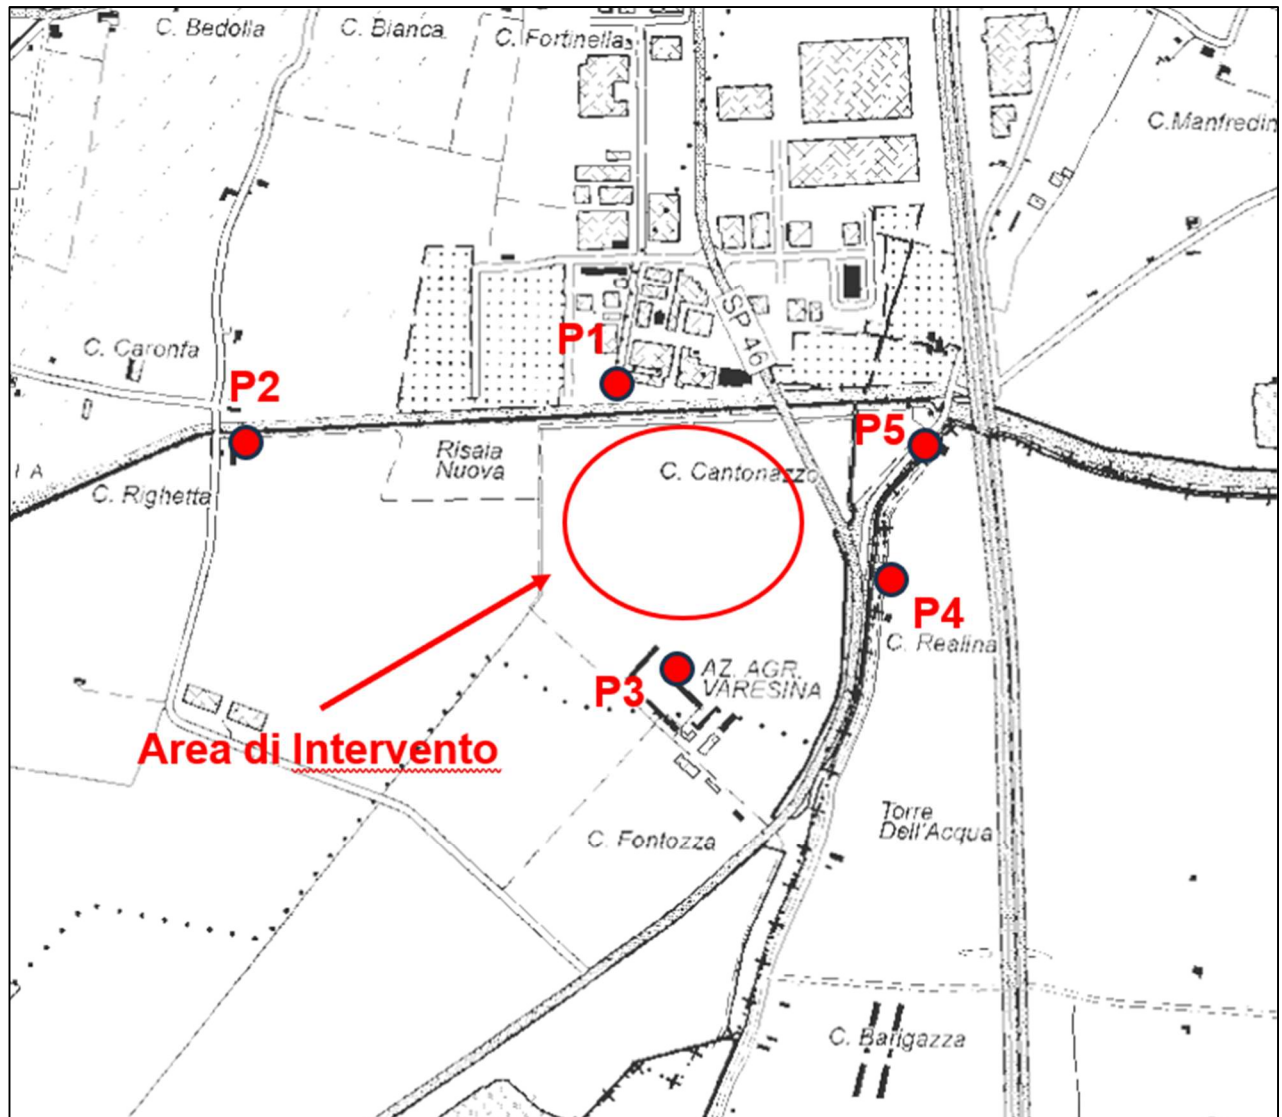 C. Bedolla
C. Bianca
C. Fortinella
C.Manfredin
SP 46
P1
C. Caronfa
P2
P5
Risaia
Nuova
C. Cantonazzo
I A
C. Righetta
P4
C. Realina
P3
AZ. AGR.
VARESINA
Area di Intervento
Torre
Dell'Acqua
C. Fontozza
C. Barigazza